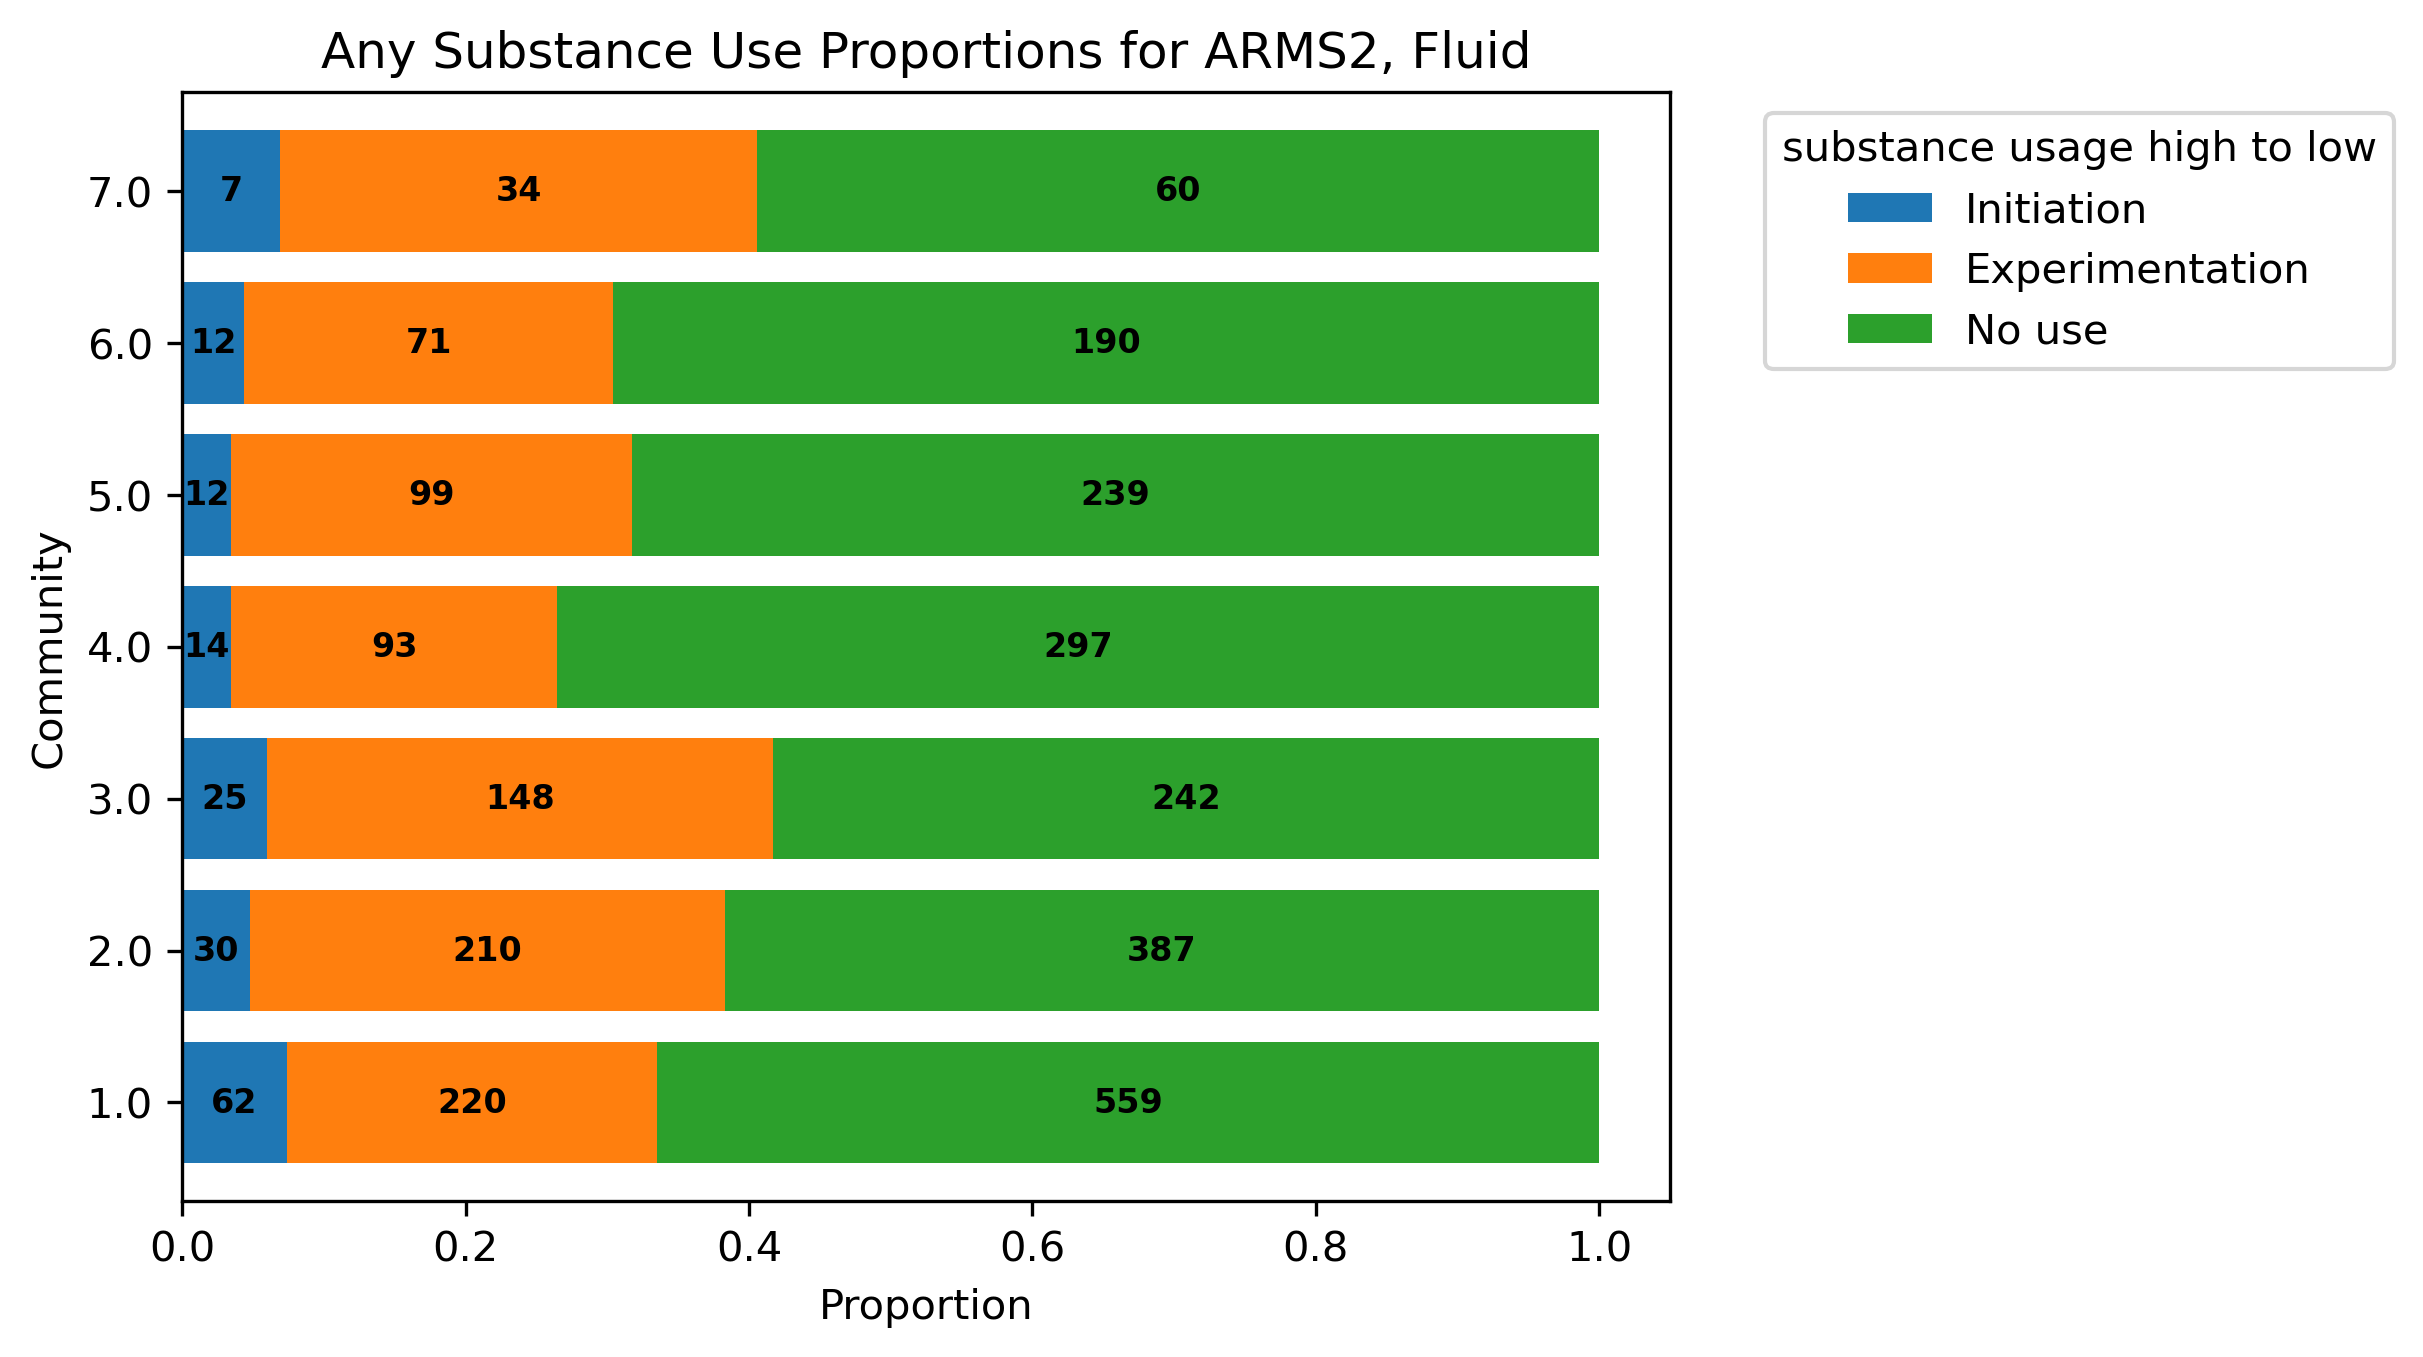 Any Substance Use Proportions for ARMS2, Fluid
substance usage high to low
Initiation
Experimentation
No use
Community
7.0
7 34 60
6.0
12 71 190
5.0
12 99 239
4.0
14 93 297
3.0
25 148 242
2.0
30 210 387
1.0
62 220 559
0.0 0.2 0.4 0.6 0.8 1.0
Proportion